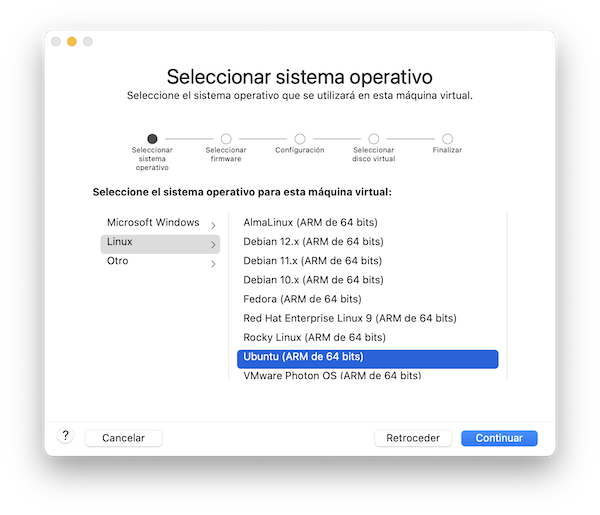 Seleccionar sistema operativo
Seleccione el sistema operativo que se utilizará en esta máquina virtual.
Seleccionar sistema operativo
Seleccionar firmware
Configuración
Seleccionar disco virtual
Finalizar
Seleccione el sistema operativo para esta máquina virtual:
Microsoft Windows
Linux
Otro
AlmaLinux (ARM de 64 bits)
Debian 12.x (ARM de 64 bits)
Debian 11.x (ARM de 64 bits)
Debian 10.x (ARM de 64 bits)
Fedora (ARM de 64 bits)
Red Hat Enterprise Linux 9 (ARM de 64 bits)
Rocky Linux (ARM de 64 bits)
Ubuntu (ARM de 64 bits)
VMware Photon OS (ARM de 64 bits)
?
Cancelar
Retroceder
Continuar